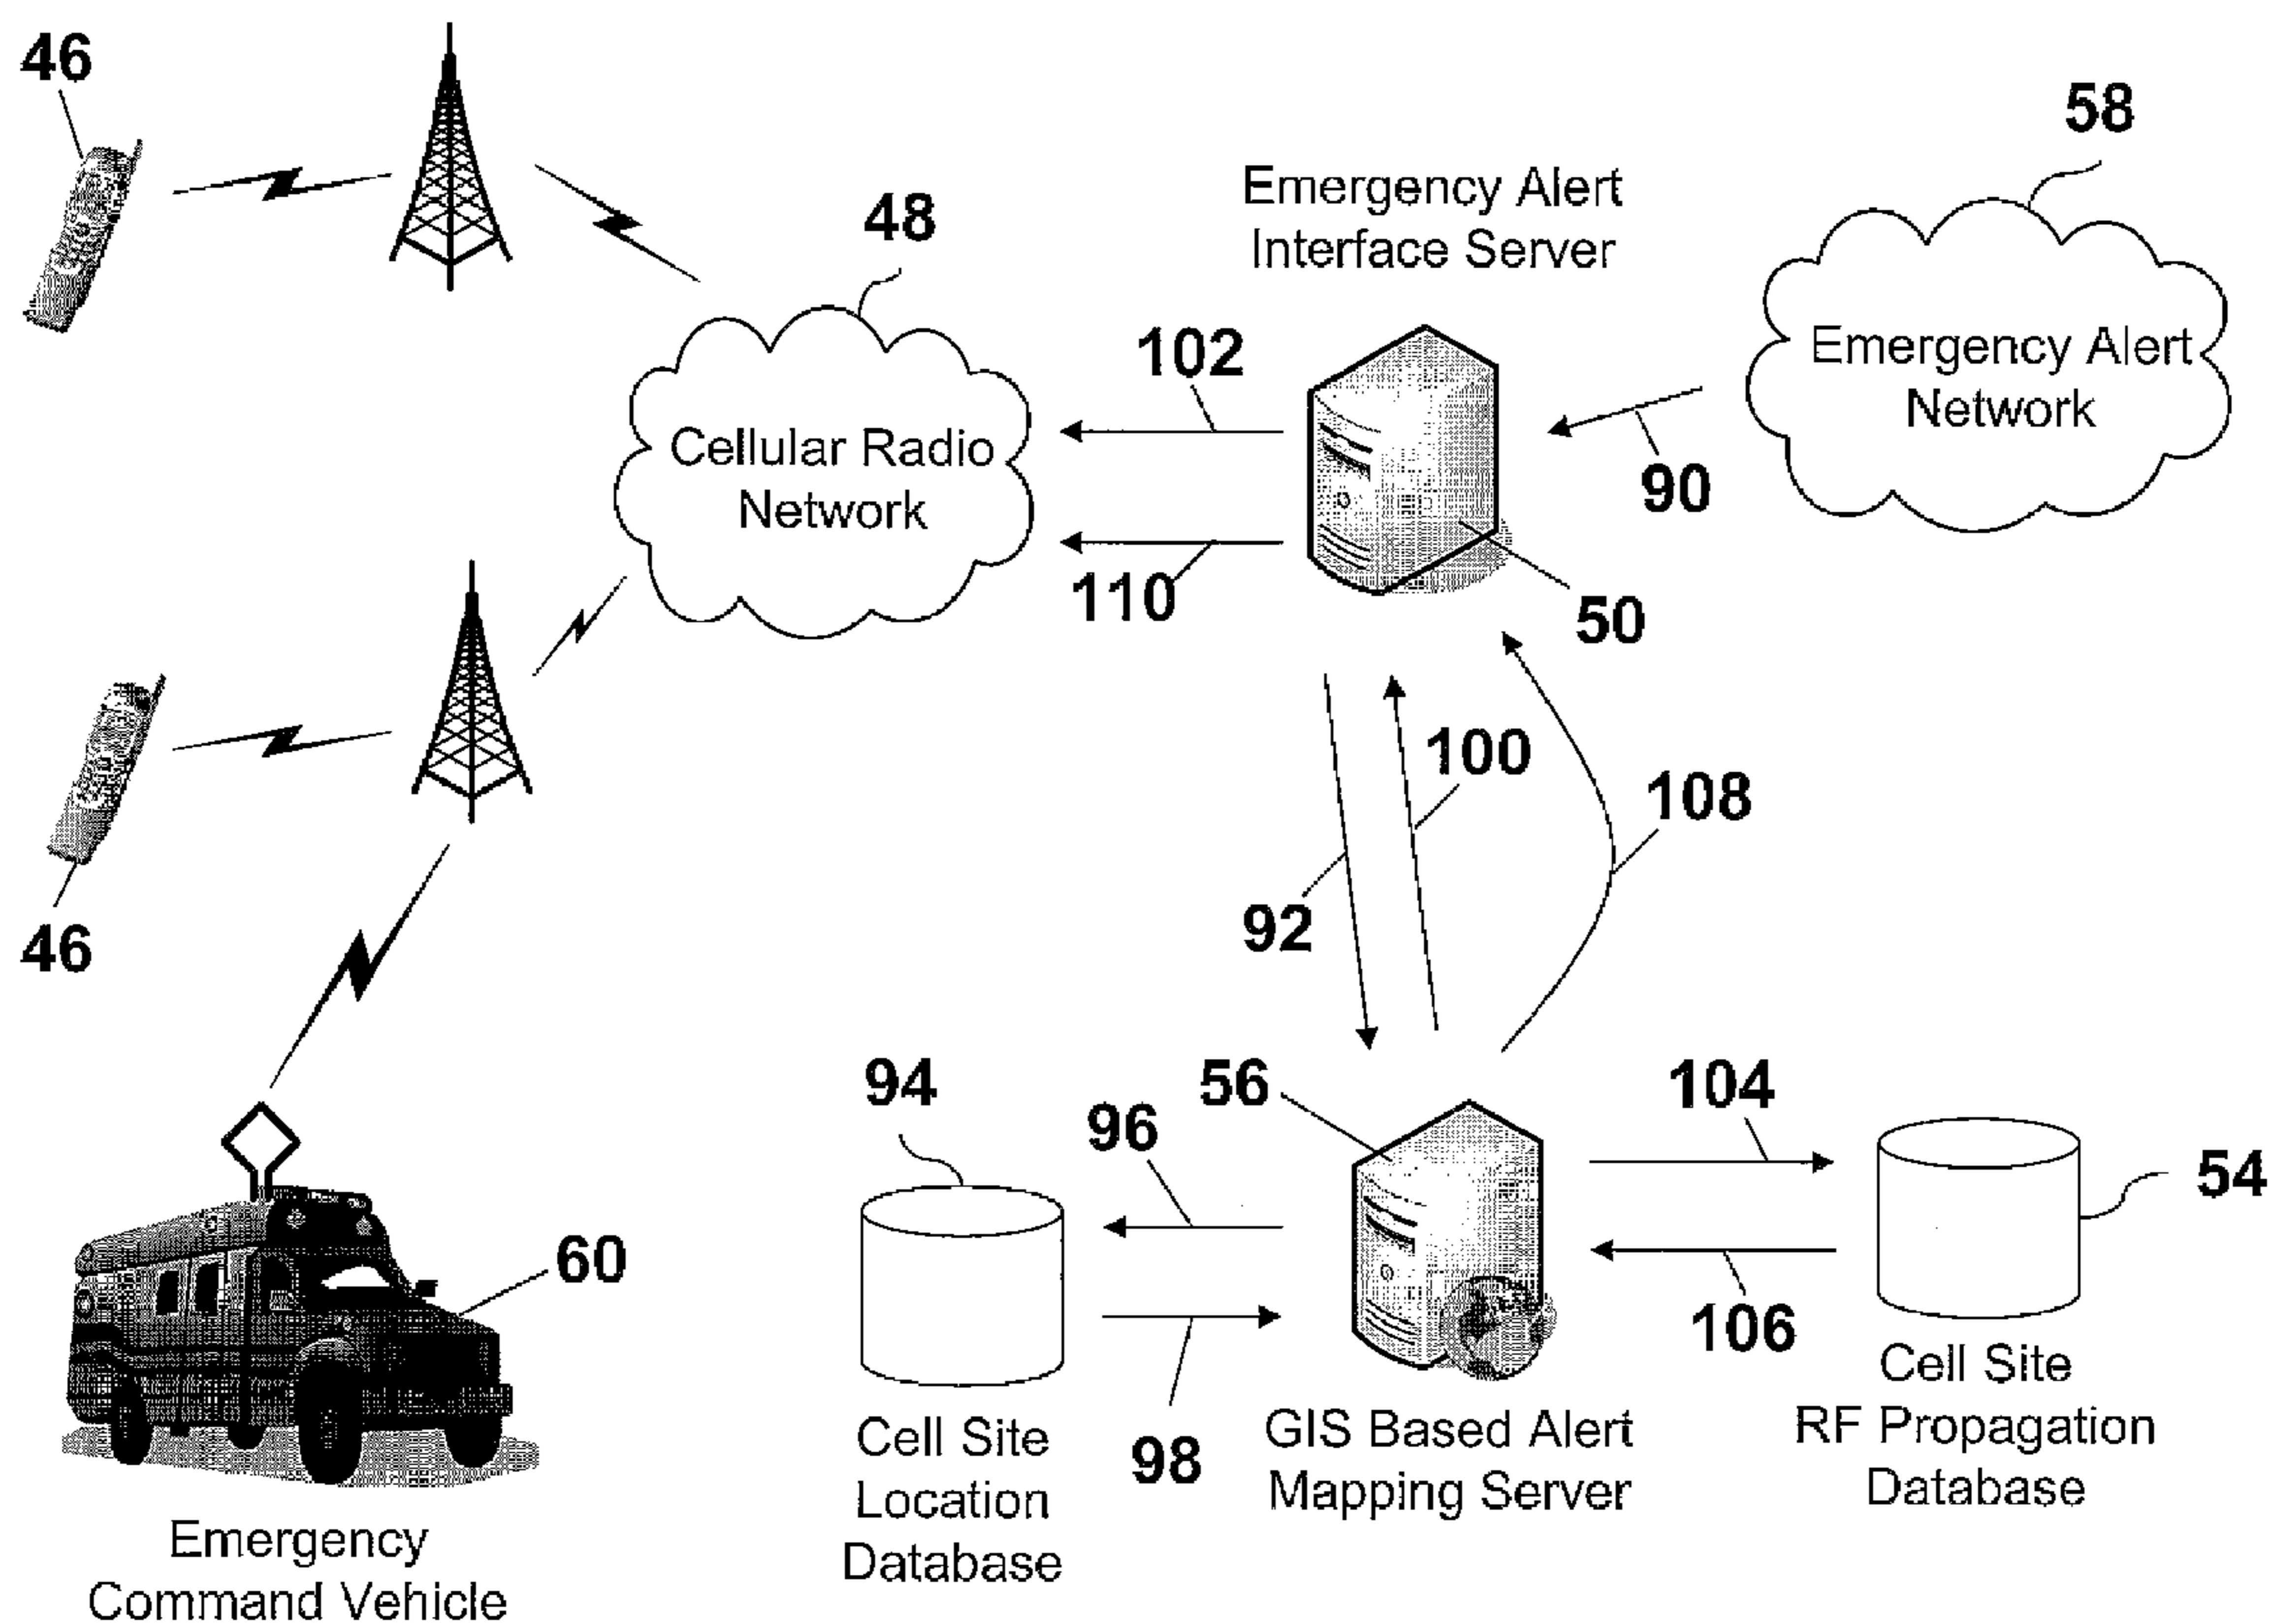 46
58
Emergency Alert
Interface Server
48
102
Emergency Alert
Network
Cellular Radio
Network
90
110
50
100
108
92
46
94
56
104
96
54
60
106
98
Cell Site
RF Propagation
Database
GIS Based Alert
Mapping Server
Cell Site
Location
Database
Emergency
Command Vehicle